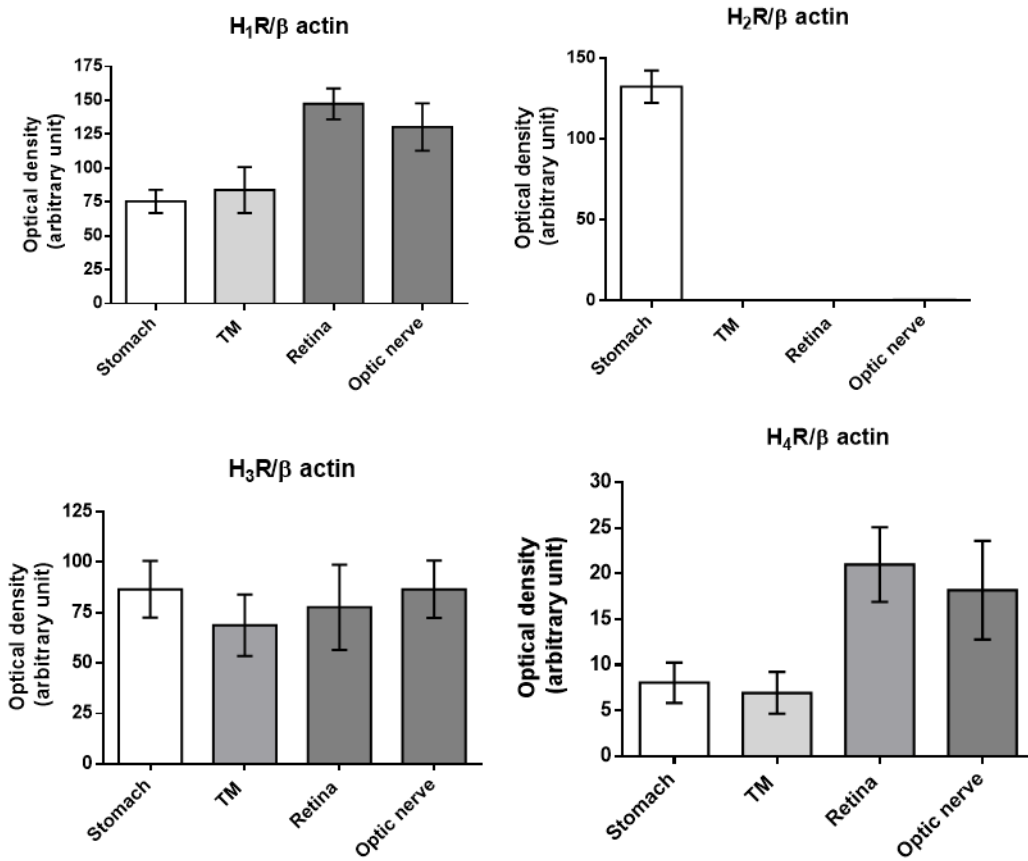 H₁R/β actin
Optical density
(arbitrary unit)
175
150
125
100
75
50
25
0
Stomach
TM
Retina
Optic nerve
H₂R/β actin
Optical density
(arbitrary unit)
150
100
50
0
Stomach
TM
Retina
Optic nerve
H₃R/β actin
Optical density
(arbitrary unit)
125
100
75
50
25
0
Stomach
TM
Retina
Optic nerve
H₄R/β actin
Optical density
(arbitrary unit)
30
25
20
15
10
5
0
Stomach
TM
Retina
Optic nerve